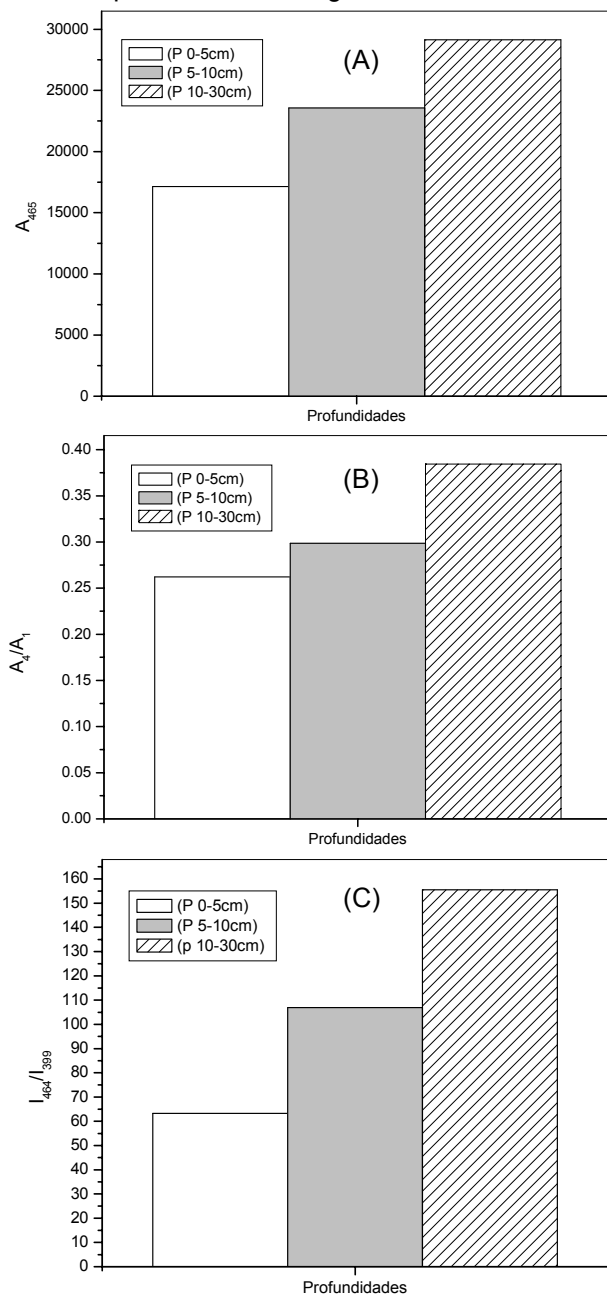 (A)
(P 0-5cm)
(P 5-10cm)
(P 10-30cm)
30000
25000
20000
15000
10000
5000
0
A465
Profundidades
(B)
(P 0-5cm)
(P 5-10cm)
(P 10-30cm)
0.40
0.35
0.30
0.25
0.20
0.15
0.10
0.05
0.00
A4/A1
Profundidades
(C)
(P 0-5cm)
(P 5-10cm)
(p 10-30cm)
160
150
140
130
120
110
100
90
80
70
60
50
40
30
20
10
0
I464/I399
Profundidades